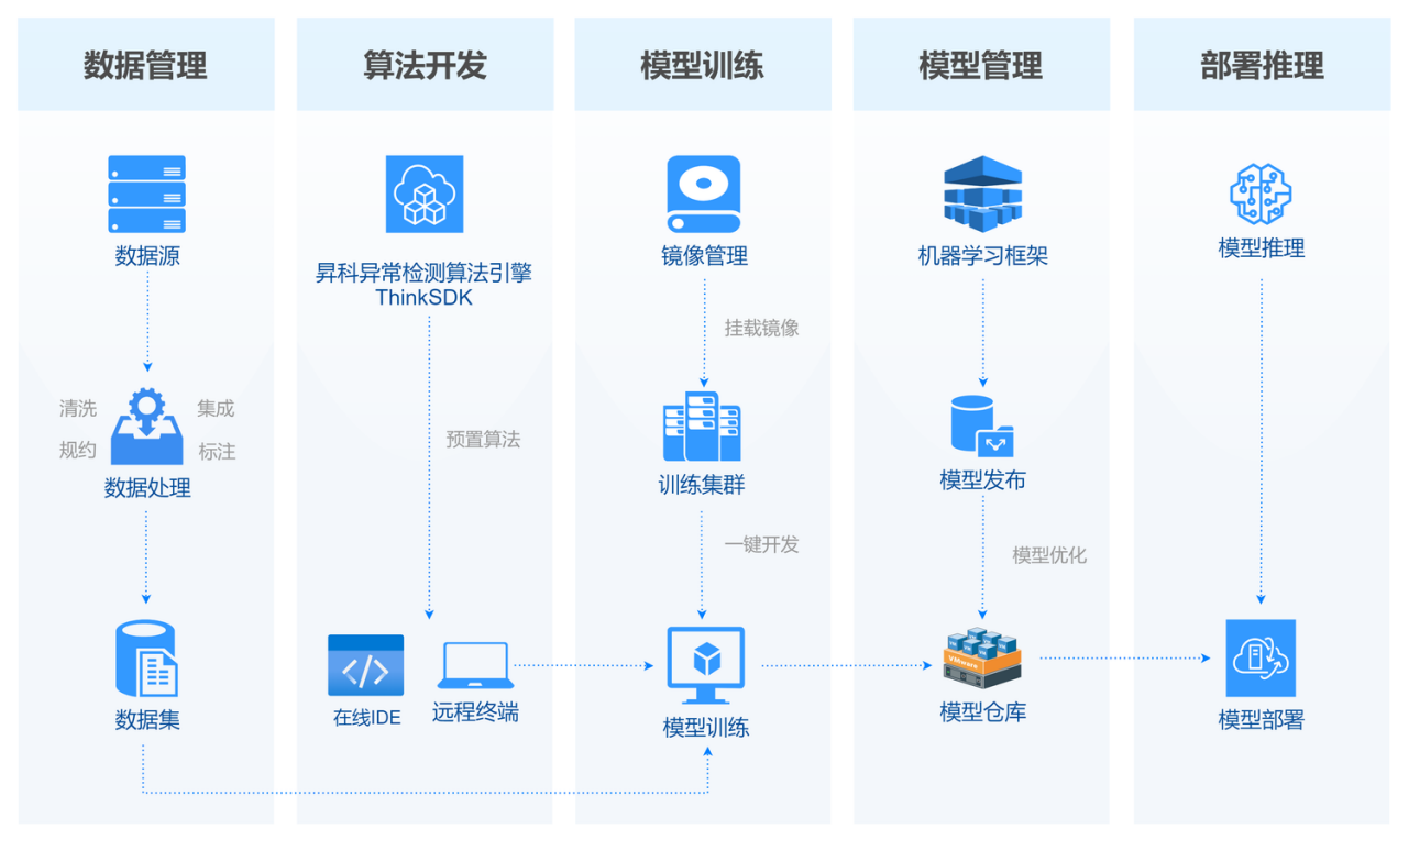 数据管理
算法开发
模型训练
模型管理
部署推理
数据源
清洗
集成
规约
标注
数据处理
数据集
昇科异常检测算法引擎
ThinkSDK
预置算法
在线IDE
远程终端
镜像管理
挂载镜像
训练集群
一键开发
模型训练
机器学习框架
模型发布
模型优化
VMware
模型仓库
模型推理
模型部署